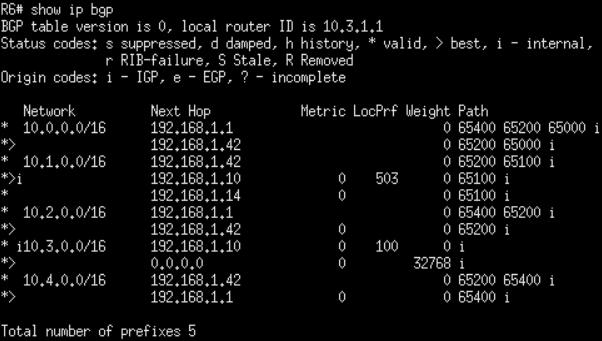 R6# show ip bgp
BGP table version is 0, local router ID is 10.3.1.1
Status codes: s suppressed, d damped, h history, * valid, > best, i - internal,
              r RIB-failure, S Stale, R Removed
Origin codes: i - IGP, e - EGP, ? - incomplete

   Network          Next Hop            Metric LocPrf Weight Path
*  10.0.0.0/16      192.168.1.1                            0 65400 65200 65000 i
*>                  192.168.1.42                           0 65200 65000 i
*  10.1.0.0/16      192.168.1.42                           0 65200 65100 i
*>i                 192.168.1.10             0    503      0 65100 i
*                   192.168.1.14             0             0 65100 i
*  10.2.0.0/16      192.168.1.1                            0 65400 65200 i
*>                  192.168.1.42             0             0 65200 i
* i10.3.0.0/16      192.168.1.10             0    100      0 i
*>                  0.0.0.0                  0         32768 i
*  10.4.0.0/16      192.168.1.42                           0 65200 65400 i
*>                  192.168.1.1              0             0 65400 i

Total number of prefixes 5